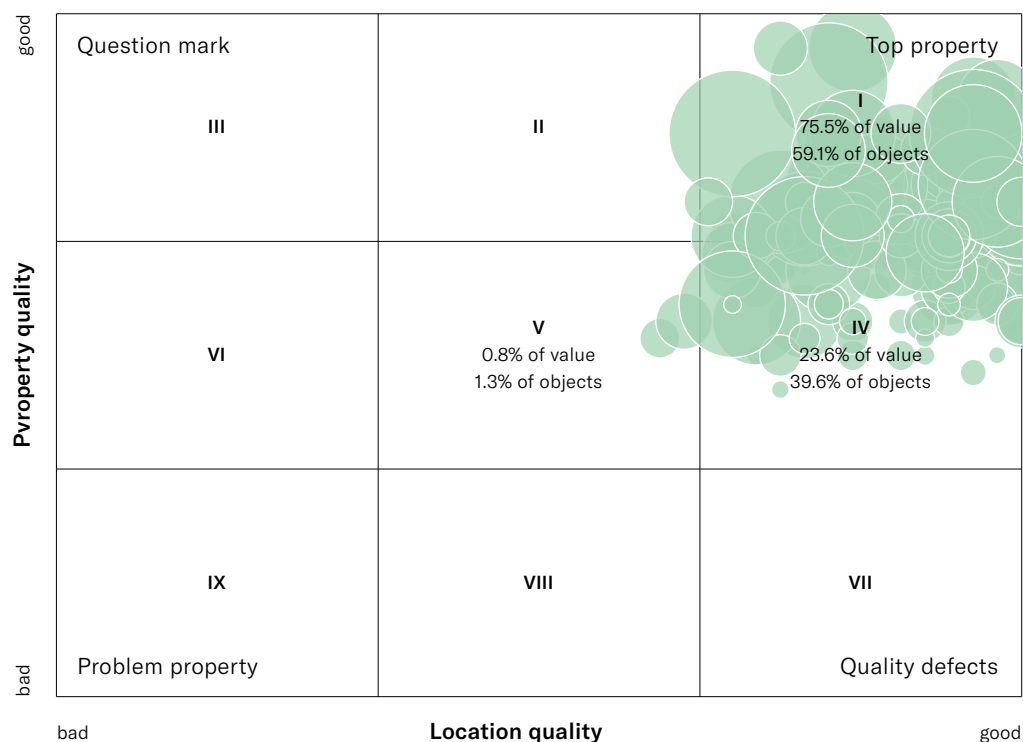 good
Question mark
Top property
III
II
I
75.5% of value
59.1% of objects
Pvroperty quality
VI
V
0.8% of value
1.3% of objects
IV
23.6% of value
39.6% of objects
IX
VIII
VII
Problem property
Quality defects
bad
bad
Location quality
good